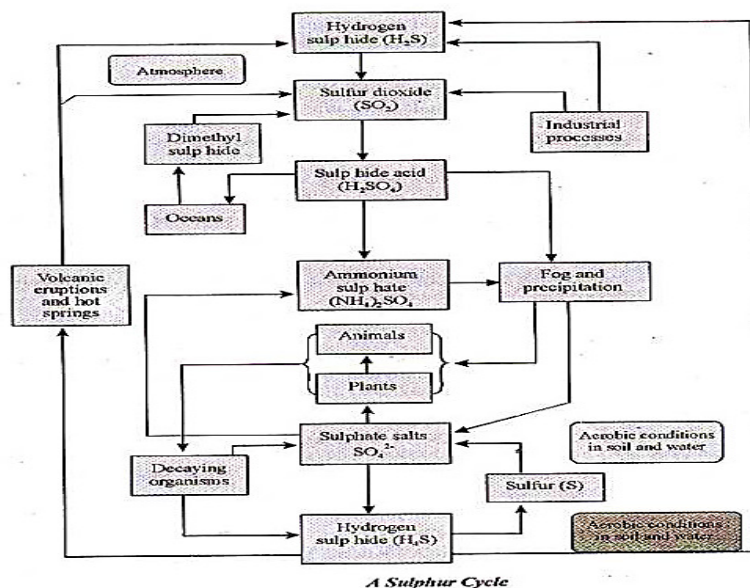 Hydrogen
sulp hide (H₂S)
Atmosphere
Sulfur dioxide
(SO₂)
Dimethyl
sulp hide
Industrial
processes
Sulp hide acid
(H₂SO₄)
Oceans
Volcanic
eruptions
and hot
springs
Ammonium
sulp hate
(NH₄)₂SO₄
Fog and
precipitation
Animals
Plants
Sulphate salts
SO₄²⁻
Aerobic conditions
in soil and water
Decaying
organisms
Sulfur (S)
Hydrogen
sulp hide (H₂S)
Aerobic conditions
in soil and water
A Sulphur Cycle